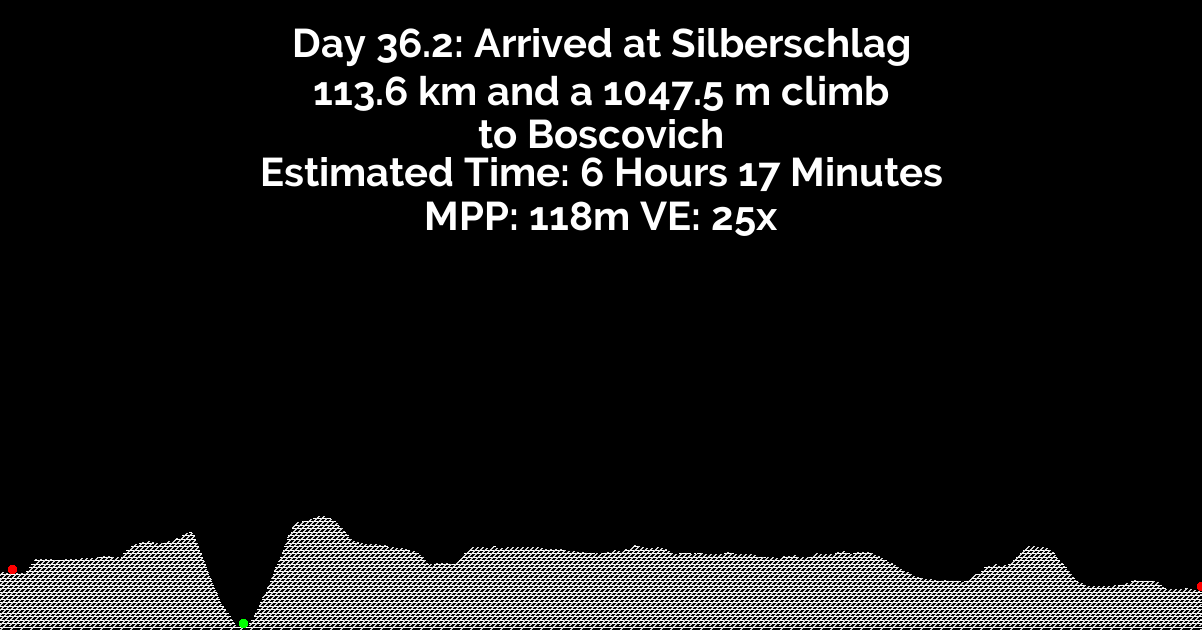 Day 36.2: Arrived at Silberschlag
113.6 km and a 1047.5 m climb
to Boscovich
Estimated Time: 6 Hours 17 Minutes
MPP: 118m VE: 25x